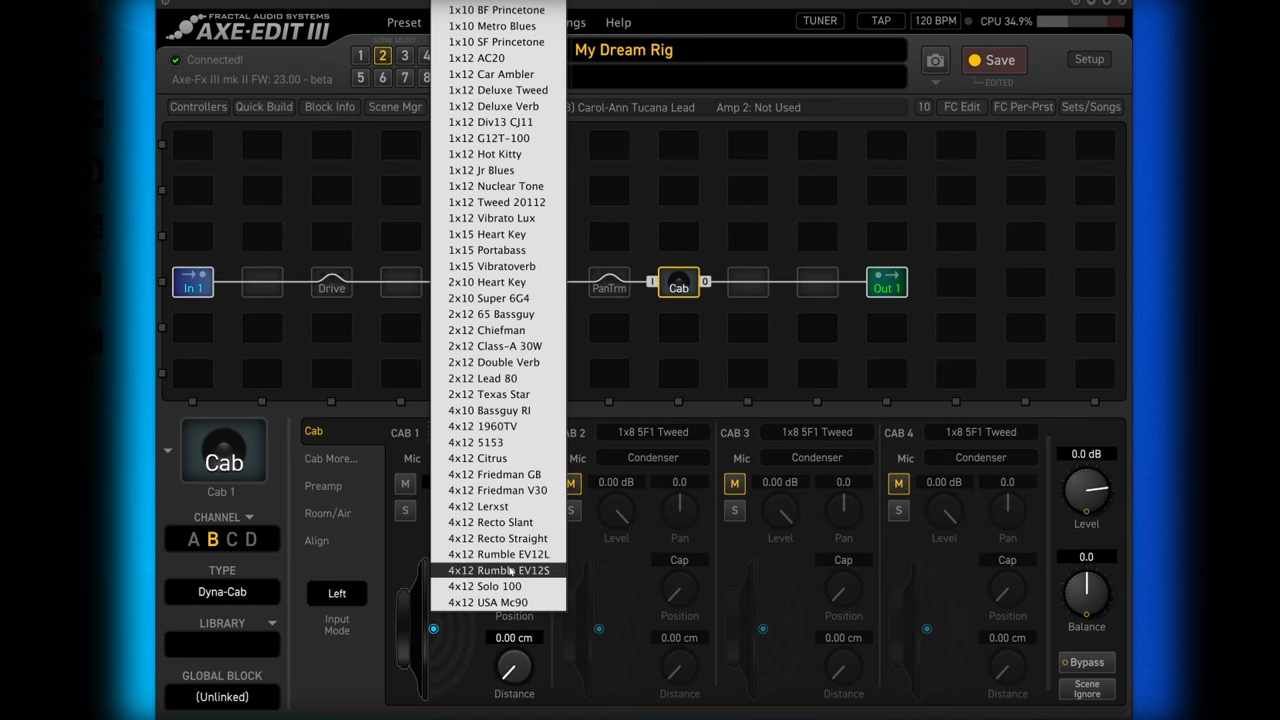 FRACTAL AUDIO SYSTEMS
AXE-EDIT III
Preset
Help
TUNER
TAP
120 BPM
CPU 34.9%
Connected!
Axe-Fx III mk II FW: 23.00 - beta
SCENE SELECT
1 2 3 4
5 6 7 8
My Dream Rig
Save
EDITED
Setup
Controllers
Quick Build
Block Info
Scene Mgr
Carol-Ann Tucana Lead
Amp 2: Not Used
10
FC Edit
FC Per-Prst
Sets/Songs
1x10 BF Princetone
1x10 Metro Blues
1x10 SF Princetone
1x12 AC20
1x12 Car Ambler
1x12 Deluxe Tweed
1x12 Deluxe Verb
1x12 Div13 CJ11
1x12 G12T-100
1x12 Hot Kitty
1x12 Jr Blues
1x12 Nuclear Tone
1x12 Tweed 20112
1x12 Vibrato Lux
1x15 Heart Key
1x15 Portabass
1x15 Vibratoverb
2x10 Heart Key
2x10 Super 6G4
2x12 65 Bassguy
2x12 Chiefman
2x12 Class-A 30W
2x12 Double Verb
2x12 Lead 80
2x12 Texas Star
4x10 Bassguy RI
4x12 1960TV
4x12 5153
4x12 Citrus
4x12 Friedman GB
4x12 Friedman V30
4x12 Lerxst
4x12 Recto Slant
4x12 Recto Straight
4x12 Rumble EV12L
4x12 Rumble EV12S
4x12 Solo 100
4x12 USA Mc90
In 1
Drive
PanTrm
I Cab O
Out 1
Cab
Cab 1
CHANNEL
A B C D
TYPE
Dyna-Cab
LIBRARY
GLOBAL BLOCK
(Unlinked)
Cab
Cab More...
Preamp
Room/Air
Align
Left
Input
Mode
CAB 1
Mic
M
S
Position
0.00 cm
Distance
CAB 2
1x8 5F1 Tweed
Mic
Condenser
M
0.00 dB
0.0
S
Level
Pan
Cap
Position
0.00 cm
Distance
CAB 3
1x8 5F1 Tweed
Mic
Condenser
M
0.00 dB
0.0
S
Level
Pan
Cap
Position
0.00 cm
Distance
CAB 4
1x8 5F1 Tweed
Mic
Condenser
M
0.00 dB
0.0
S
Level
Pan
Cap
Position
0.00 cm
Distance
0.0 dB
Level
0.0
Balance
Bypass
Scene
Ignore